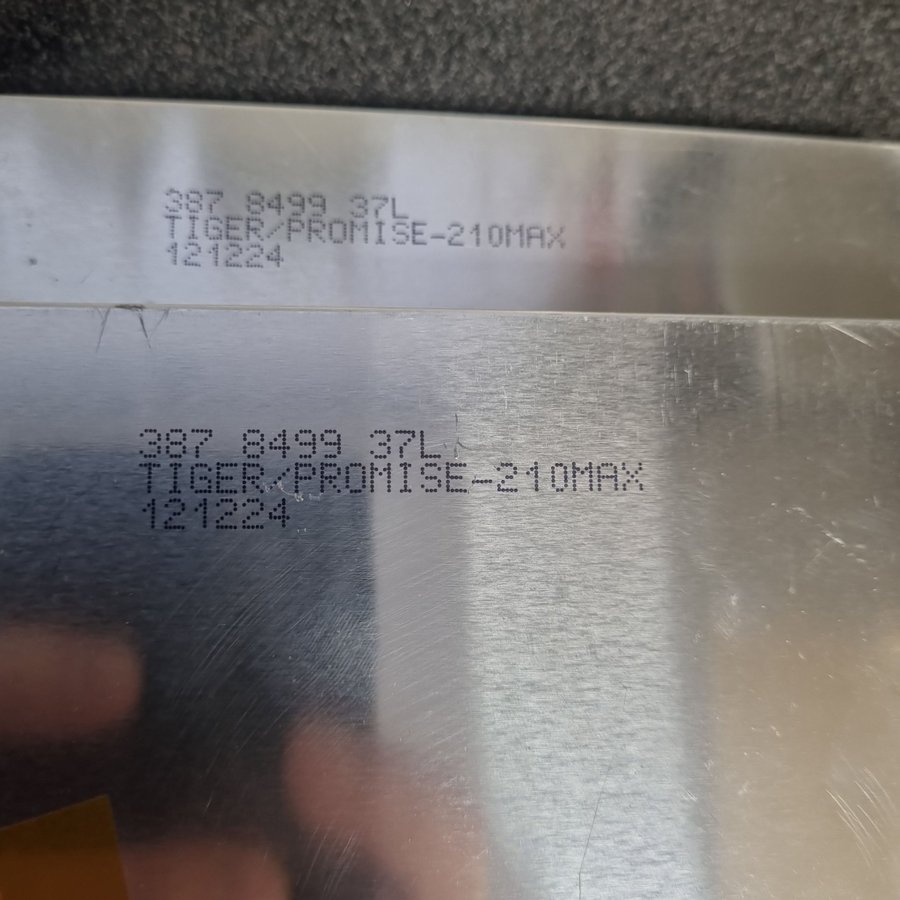 387 8499 37L
TIGER/PROMISE-210MAX
121224
387 8499 37L
TIGER/PROMISE-210MAX
121224